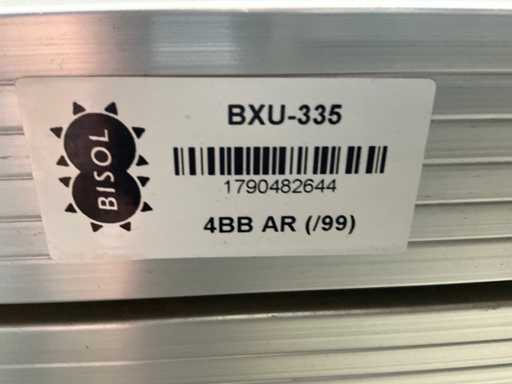 BISOL
BXU-335
1790482644
4BB AR (/99)